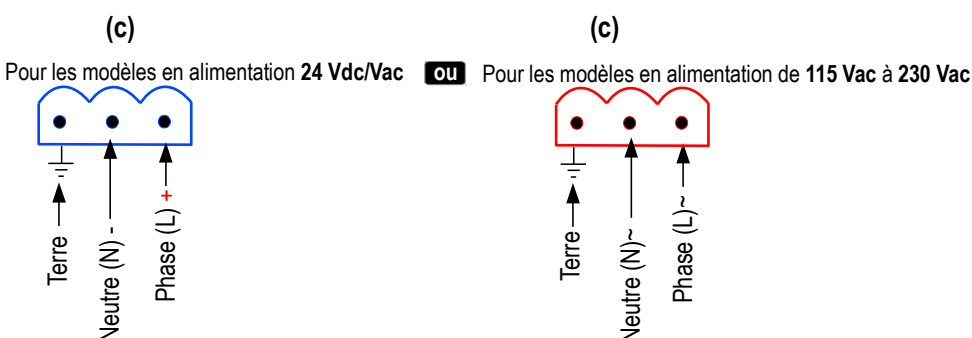 (c)
Pour les modèles en alimentation 24 Vdc/Vac
Terre
Neutre (N) -
Phase (L) +
ou
(c)
Pour les modèles en alimentation de 115 Vac à 230 Vac
Terre
Neutre (N)~
Phase (L)~